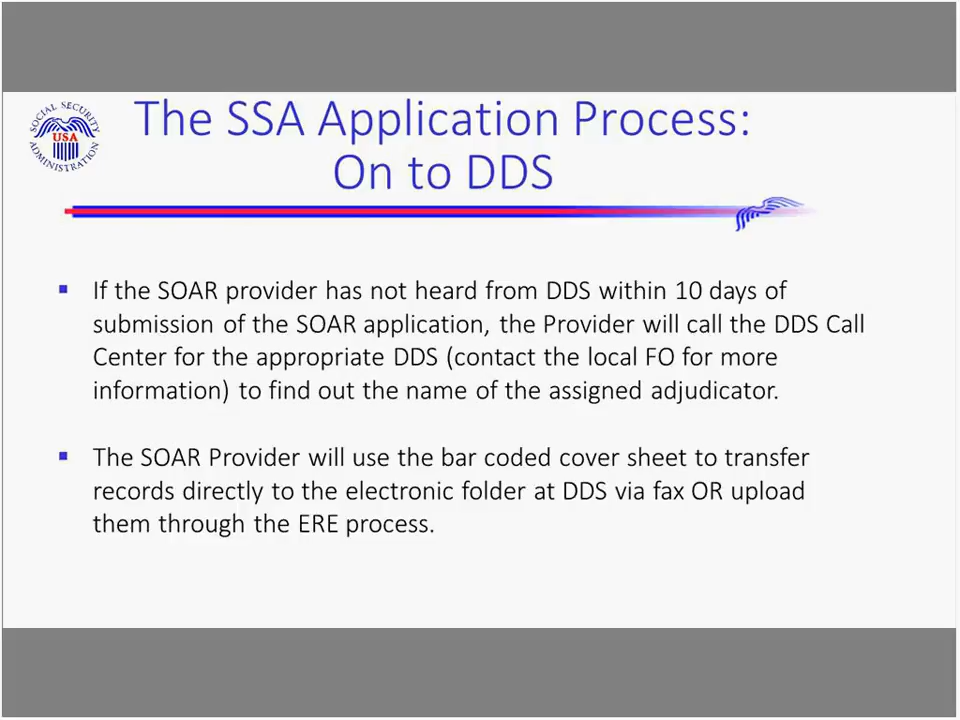 SOCIAL SECURITY
USA
ADMINISTRATION
The SSA Application Process:
On to DDS
▪ If the SOAR provider has not heard from DDS within 10 days of
submission of the SOAR application, the Provider will call the DDS Call
Center for the appropriate DDS (contact the local FO for more
information) to find out the name of the assigned adjudicator.
▪ The SOAR Provider will use the bar coded cover sheet to transfer
records directly to the electronic folder at DDS via fax OR upload
them through the ERE process.